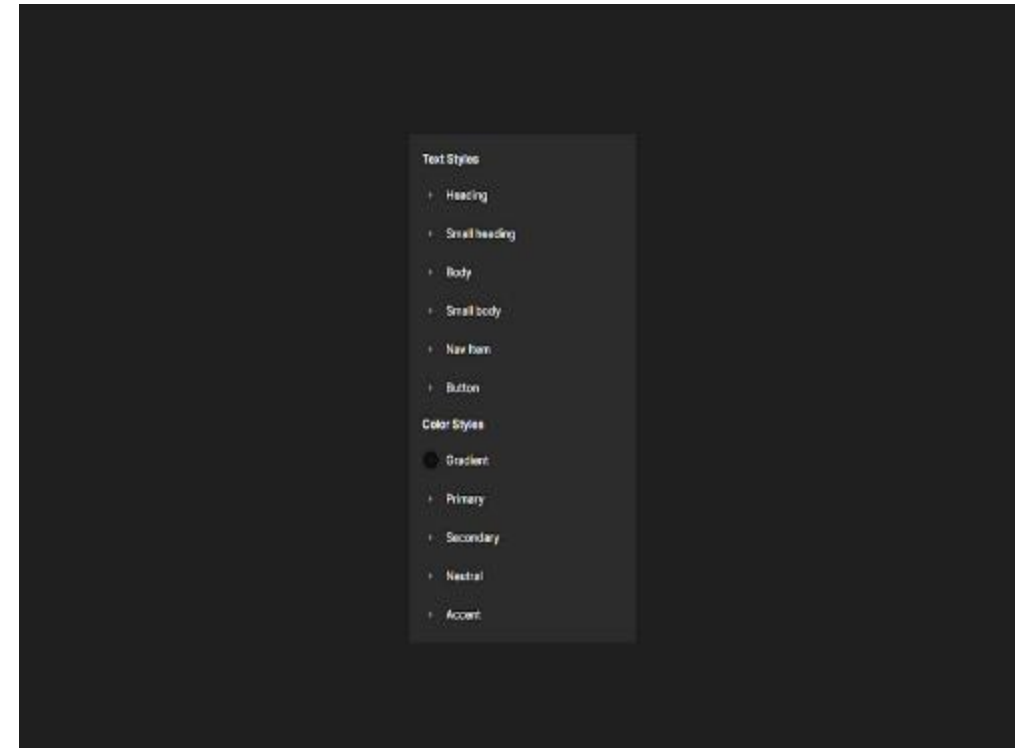 Text Styles
Heading
Small heading
Body
Small body
Nav Item
Button
Color Styles
Gradient
Primary
Secondary
Neutral
Accent